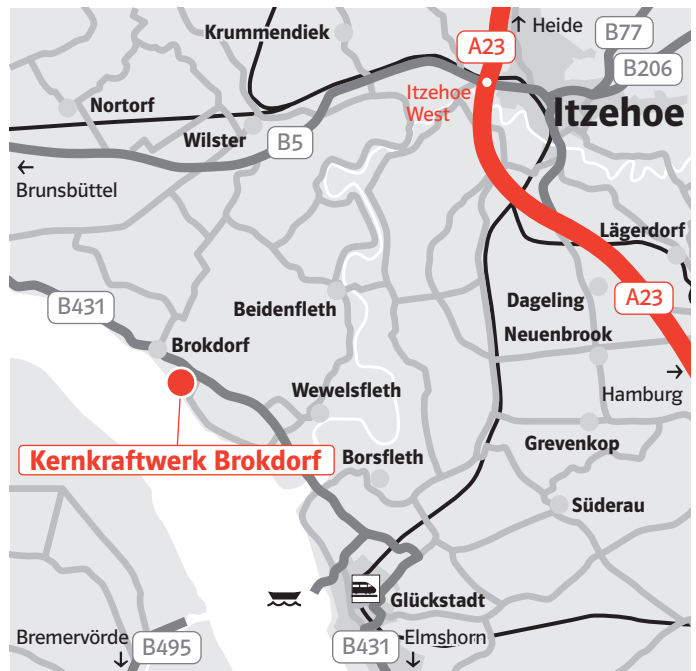 Heide
B77
Krummendiek
A23
B206
Itzehoe
West
Nortorf
Itzehoe
Wilster
B5
Brunsbüttel
Lägerdorf
B431
Beidenfleth
Dageling
A23
Neuenbrook
Brokdorf
Hamburg
Wewelsfleth
Grevenkop
Kernkraftwerk Brokdorf
Borsfleth
Süderau
Glückstadt
Bremervörde
B495
B431
Elmshorn